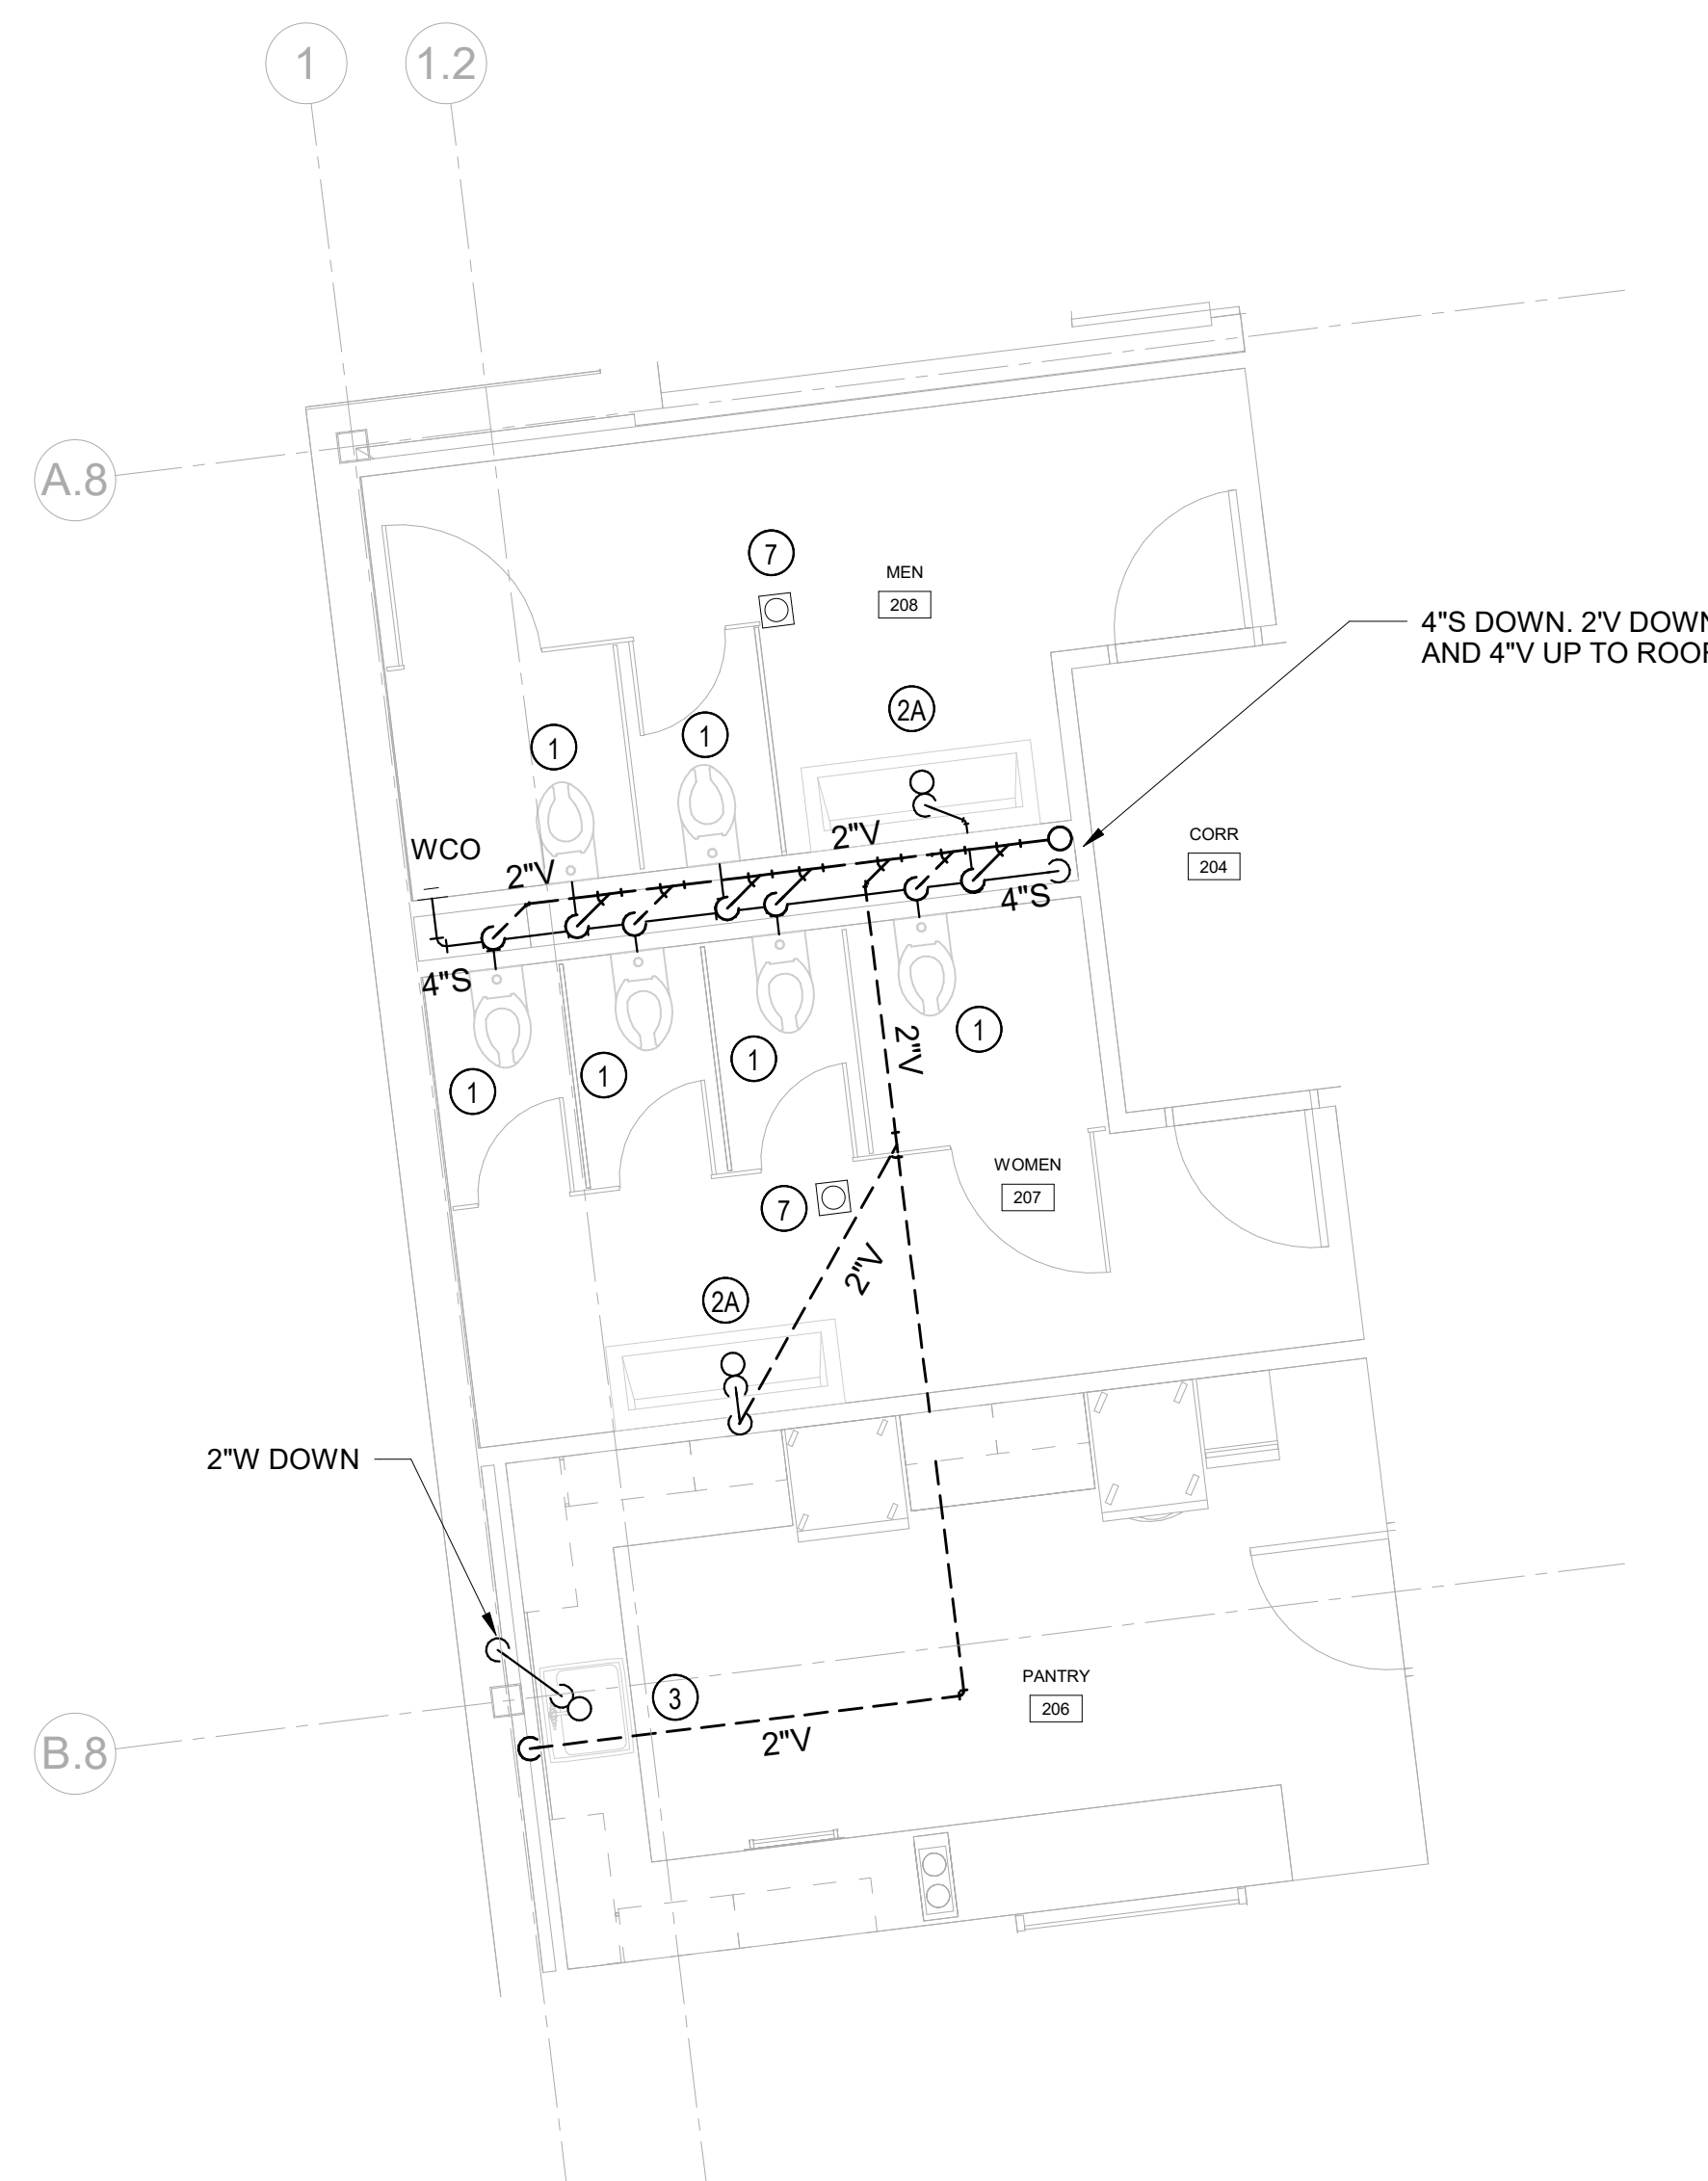 1
1.2
A.8
7
MEN
208
4"S DOWN. 2'V DOWN
AND 4"V UP TO ROOF
2A
1
1
CORR
204
WCO
2"V
2"V
4"S
4"S
1
1
1
1
2"V
WOMEN
207
7
2"V
2A
2"W DOWN
3
PANTRY
206
2"V
B.8